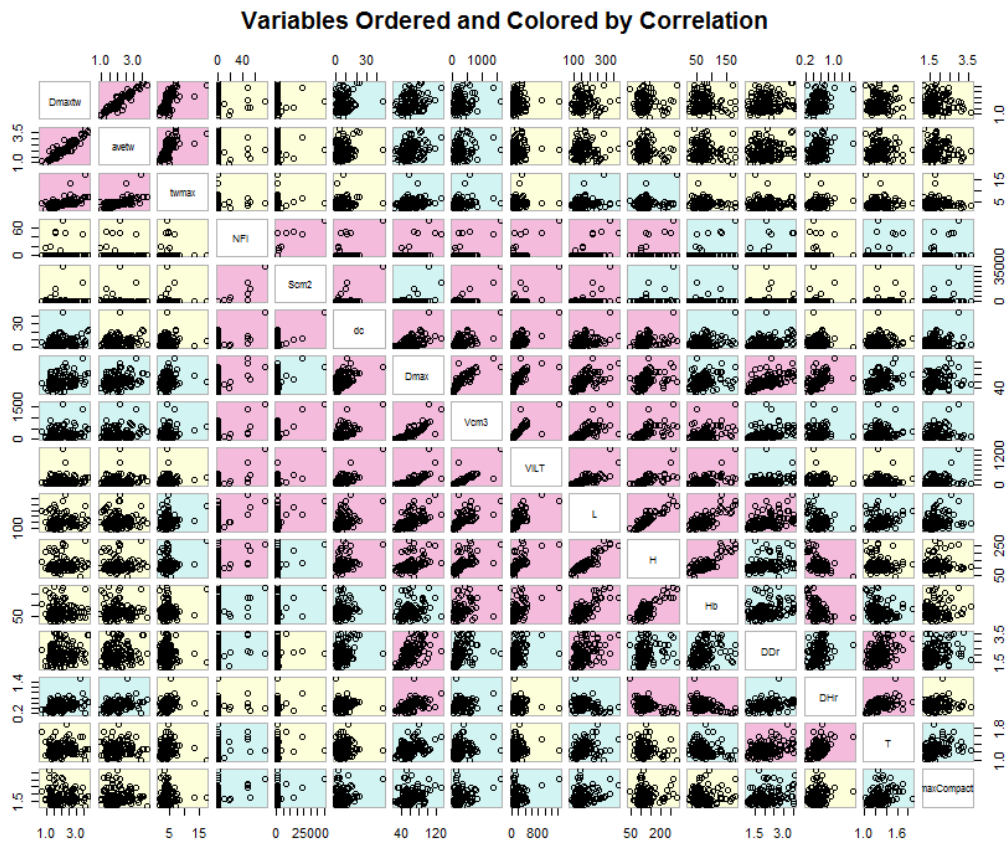 Variables Ordered and Colored by Correlation
1.0 3.0 0 40 0 30 0 1000 100 300 50 150 0.2 1.0 1.5 3.5
Dmaxtw 1.0
1.0 3.5 avetw
twmax 5 15
0 60 NFI
Scm2 0 35000
0 30 dc
Dmax 40
0 1500 Vcm3
VILT 0 1200
100 L
H 50 250
50 Hb
DDr 1.5 3.5
0.2 1.4 DHr
T 1.0 1.8
1.5 maxCompact
1.0 3.0 5 15 0 25000 40 120 0 800 50 200 1.5 3.0 1.0 1.6